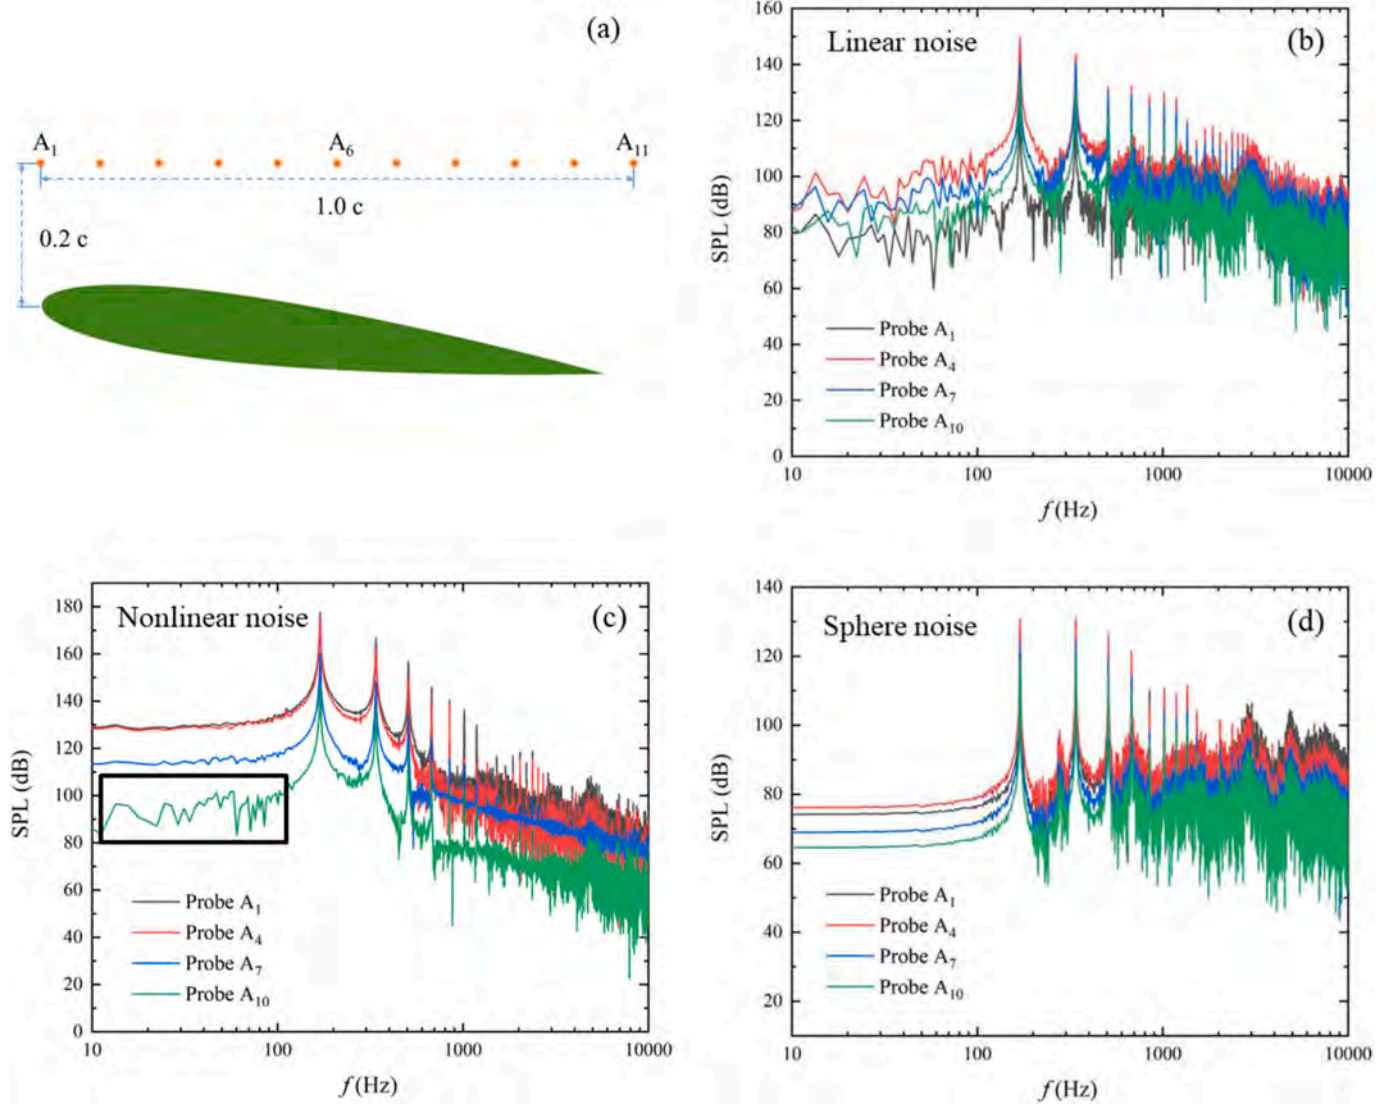 (a)
A1 A6 A11
1.0 c
0.2 c
(b)
Linear noise
SPL (dB)
160
140
120
100
80
60
40
20
0
10 100 1000 10000
f (Hz)
Probe A1
Probe A4
Probe A7
Probe A10
(c)
Nonlinear noise
SPL (dB)
180
160
140
120
100
80
60
40
20
0
10 100 1000 10000
f (Hz)
Probe A1
Probe A4
Probe A7
Probe A10
(d)
Sphere noise
SPL (dB)
140
120
100
80
60
40
20
10 100 1000 10000
f (Hz)
Probe A1
Probe A4
Probe A7
Probe A10